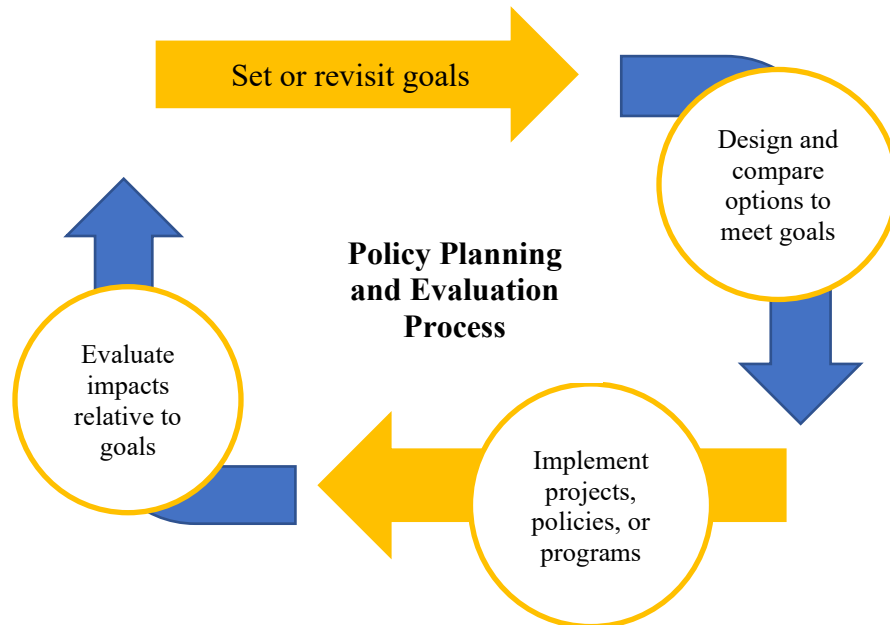 Set or revisit goals
Design and
compare
options to
meet goals
Policy Planning
and Evaluation
Process
Evaluate
impacts
relative to
goals
Implement
projects,
policies, or
programs